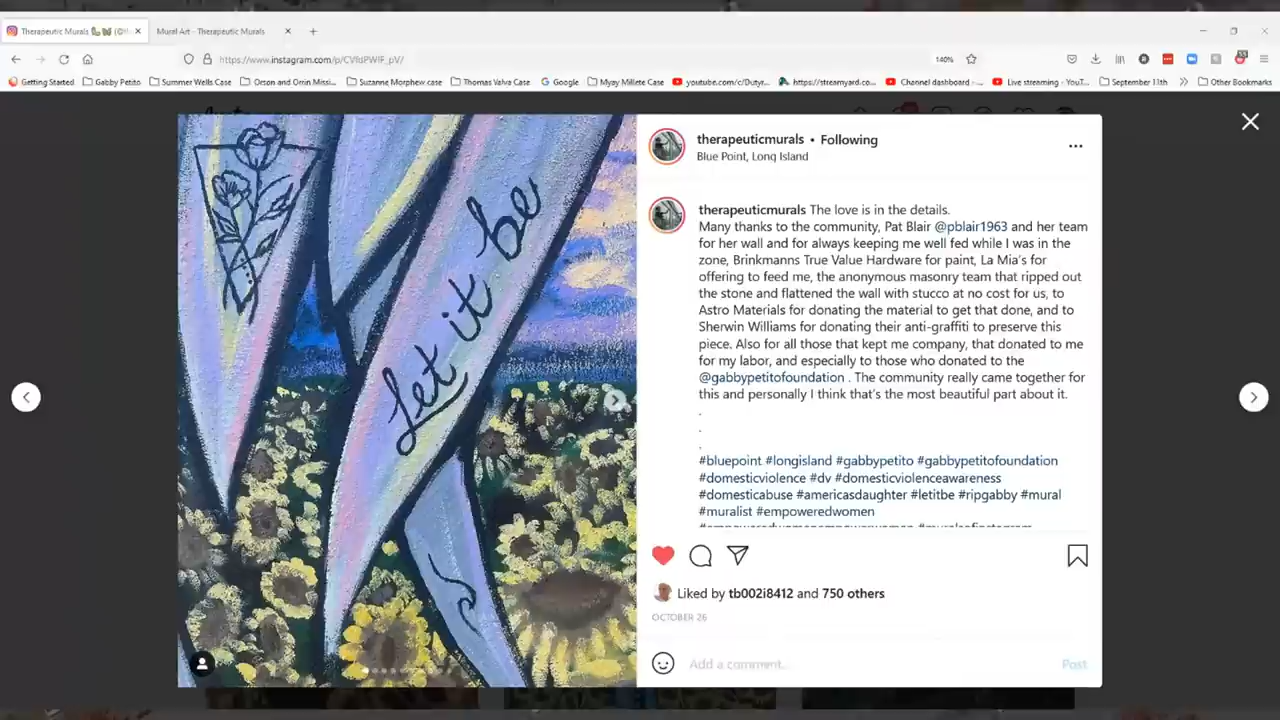 Therapeutic Murals
Mural Art - Therapeutic Murals
https://www.instagram.com/p/CVIldPWlF_pV/
140%
Getting Started
Gabby Petito
Summer Wells Case
Orson and Orrin Missi...
Suzanne Morphew case
Thomas Valva Case
Google
Myay Millete Case
youtube.com/c/Dutyr...
https://streamyard.co...
Channel dashboard -...
Live streaming - YouT...
September 11th
Other Bookmarks
Let it be
therapeuticmurals • Following
Blue Point, Long Island
therapeuticmurals The love is in the details.
Many thanks to the community, Pat Blair @pblair1963 and her team
for her wall and for always keeping me well fed while I was in the
zone, Brinkmanns True Value Hardware for paint, La Mia's for
offering to feed me, the anonymous masonry team that ripped out
the stone and flattened the wall with stucco at no cost for us, to
Astro Materials for donating the material to get that done, and to
Sherwin Williams for donating their anti-graffiti to preserve this
piece. Also for all those that kept me company, that donated to me
for my labor, and especially to those who donated to the
@gabbypetitofoundation . The community really came together for
this and personally I think that's the most beautiful part about it.
.
.
.
#bluepoint #longisland #gabbypetito #gabbypetitofoundation
#domesticviolence #dv #domesticviolenceawareness
#domesticabuse #americasdaughter #letitbe #ripgabby #mural
#muralist #empoweredwomen
Liked by tb002i8412 and 750 others
OCTOBER 26
Add a comment...
Post